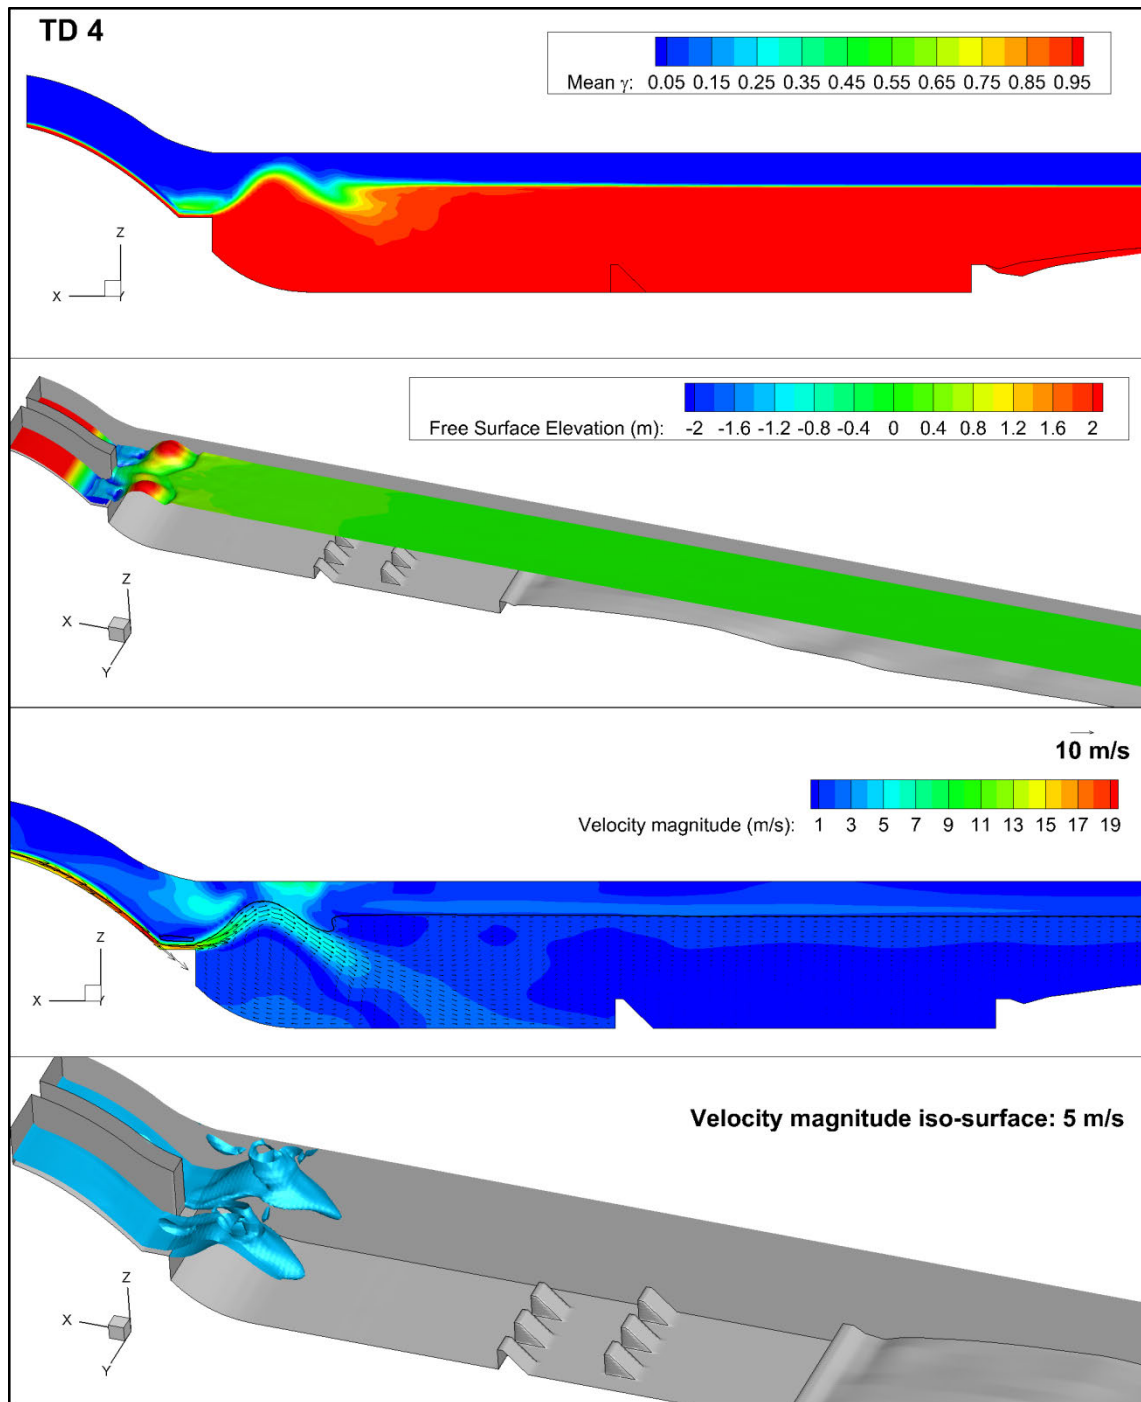 TD 4
Mean γ: 0.05 0.15 0.25 0.35 0.45 0.55 0.65 0.75 0.85 0.95
Z
X
Y
Free Surface Elevation (m): -2 -1.6 -1.2 -0.8 -0.4 0 0.4 0.8 1.2 1.6 2
Z
X
Y
10 m/s
Velocity magnitude (m/s): 1 3 5 7 9 11 13 15 17 19
Z
X
Y
Velocity magnitude iso-surface: 5 m/s
Z
X
Y